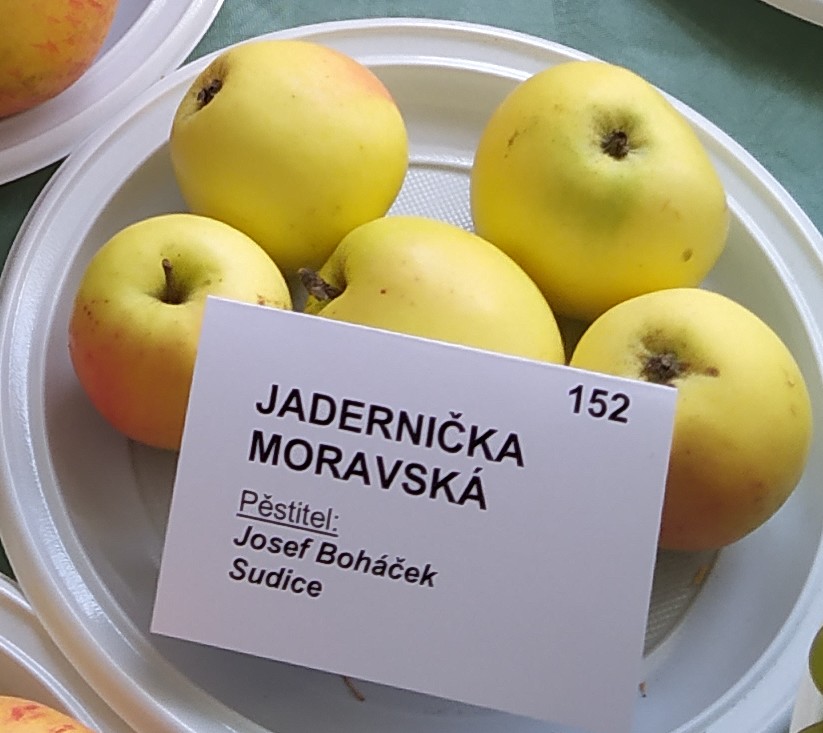 152
JADERNIČKA
MORAVSKÁ
Pěstitel:
Josef Boháček
Sudice